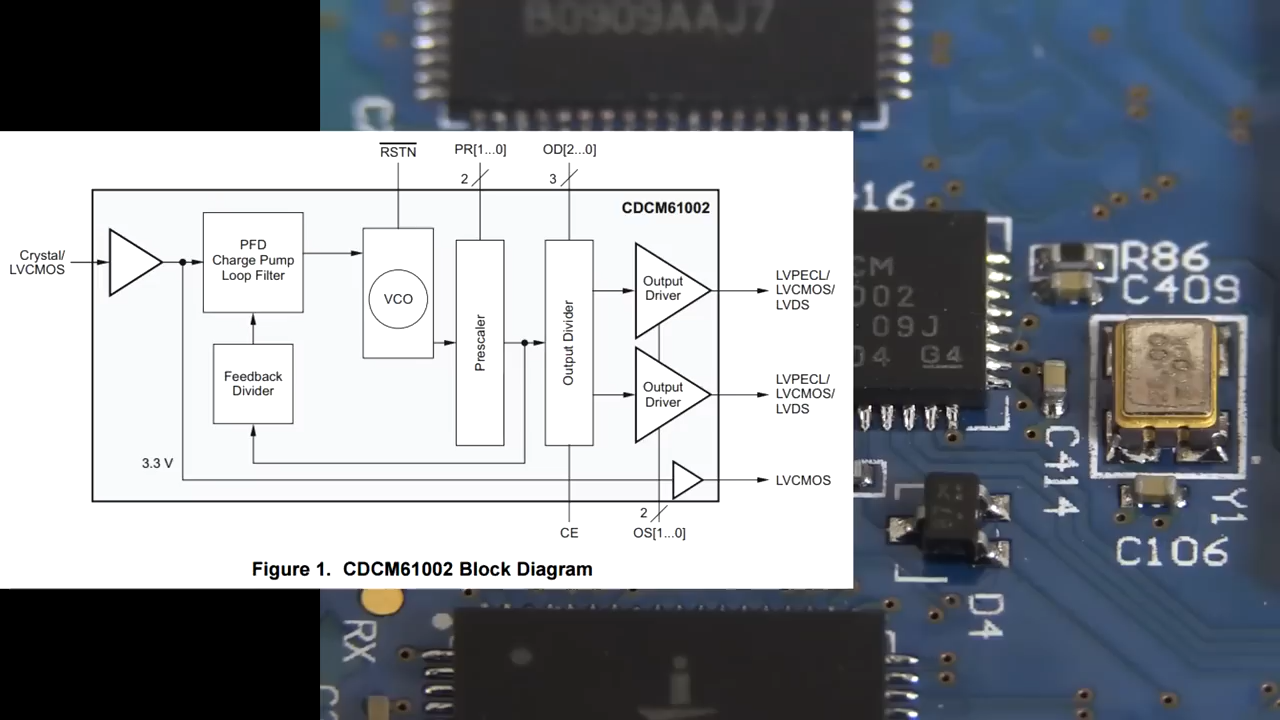 B0909AAJ7
RSTN
PR[1...0]
OD[2...0]
2
3
CDCM61002
Crystal/
LVCMOS
PFD
Charge Pump
Loop Filter
VCO
Prescaler
Output Divider
Output
Driver
LVPECL/
LVCMOS/
LVDS
Feedback
Divider
Output
Driver
LVPECL/
LVCMOS/
LVDS
3.3 V
LVCMOS
2
CE
OS[1...0]
Figure 1. CDCM61002 Block Diagram
16
CM
002
09J
04 G4
R86
C409
C414
Y1
C106
D4
RX